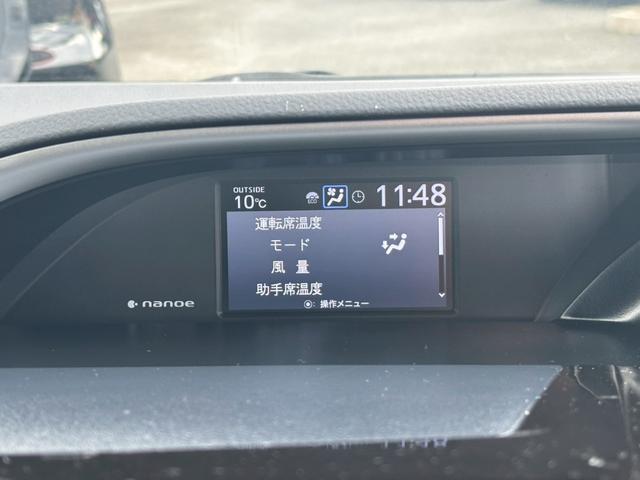 OUTSIDE
10℃ ECO 11:48
運転席温度
モード
風量
助手席温度
操作メニュー
nanoe